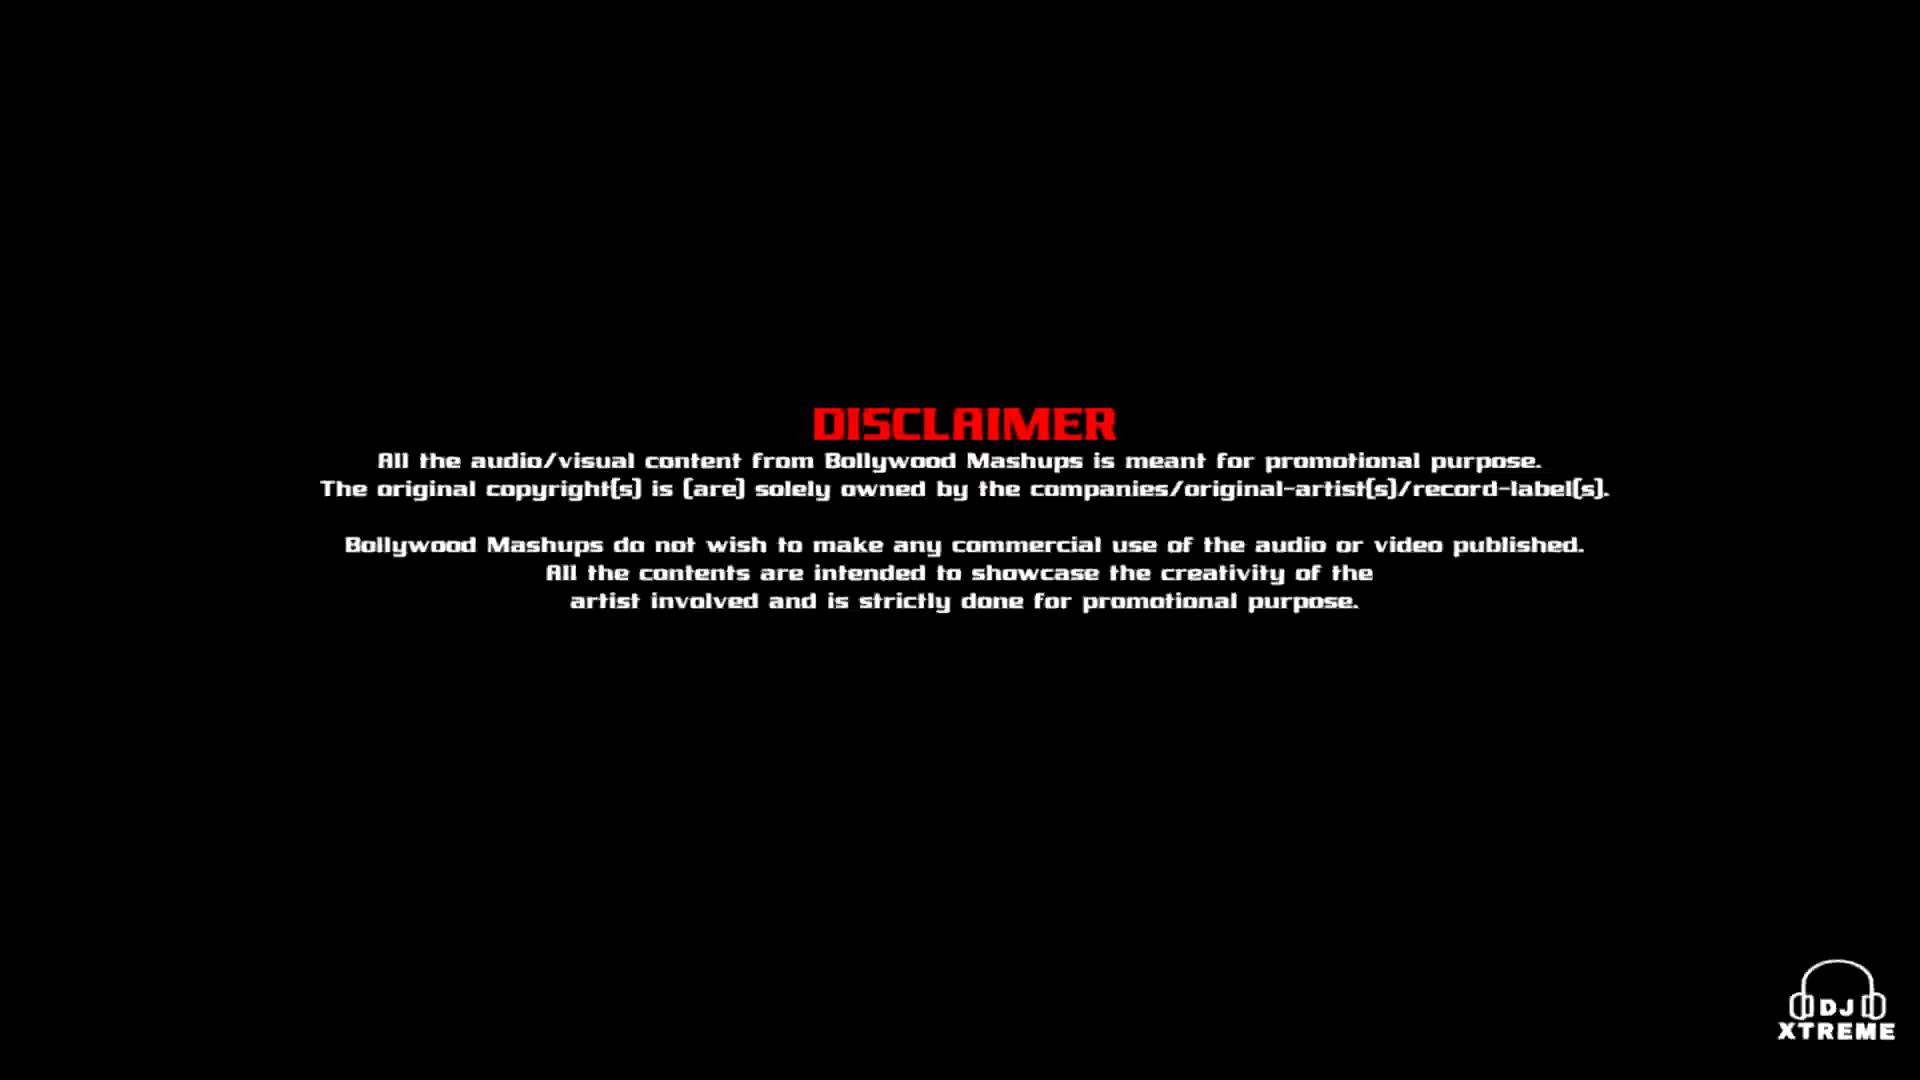 DISCLAIMER
All the audio/visual content from Bollywood Mashups is meant for promotional purpose.
The original copyright(s) is (are) solely owned by the companies/original-artist(s)/record-label(s).
Bollywood Mashups do not wish to make any commercial use of the audio or video published.
All the contents are intended to showcase the creativity of the
artist involved and is strictly done for promotional purpose.
DJ
XTREME